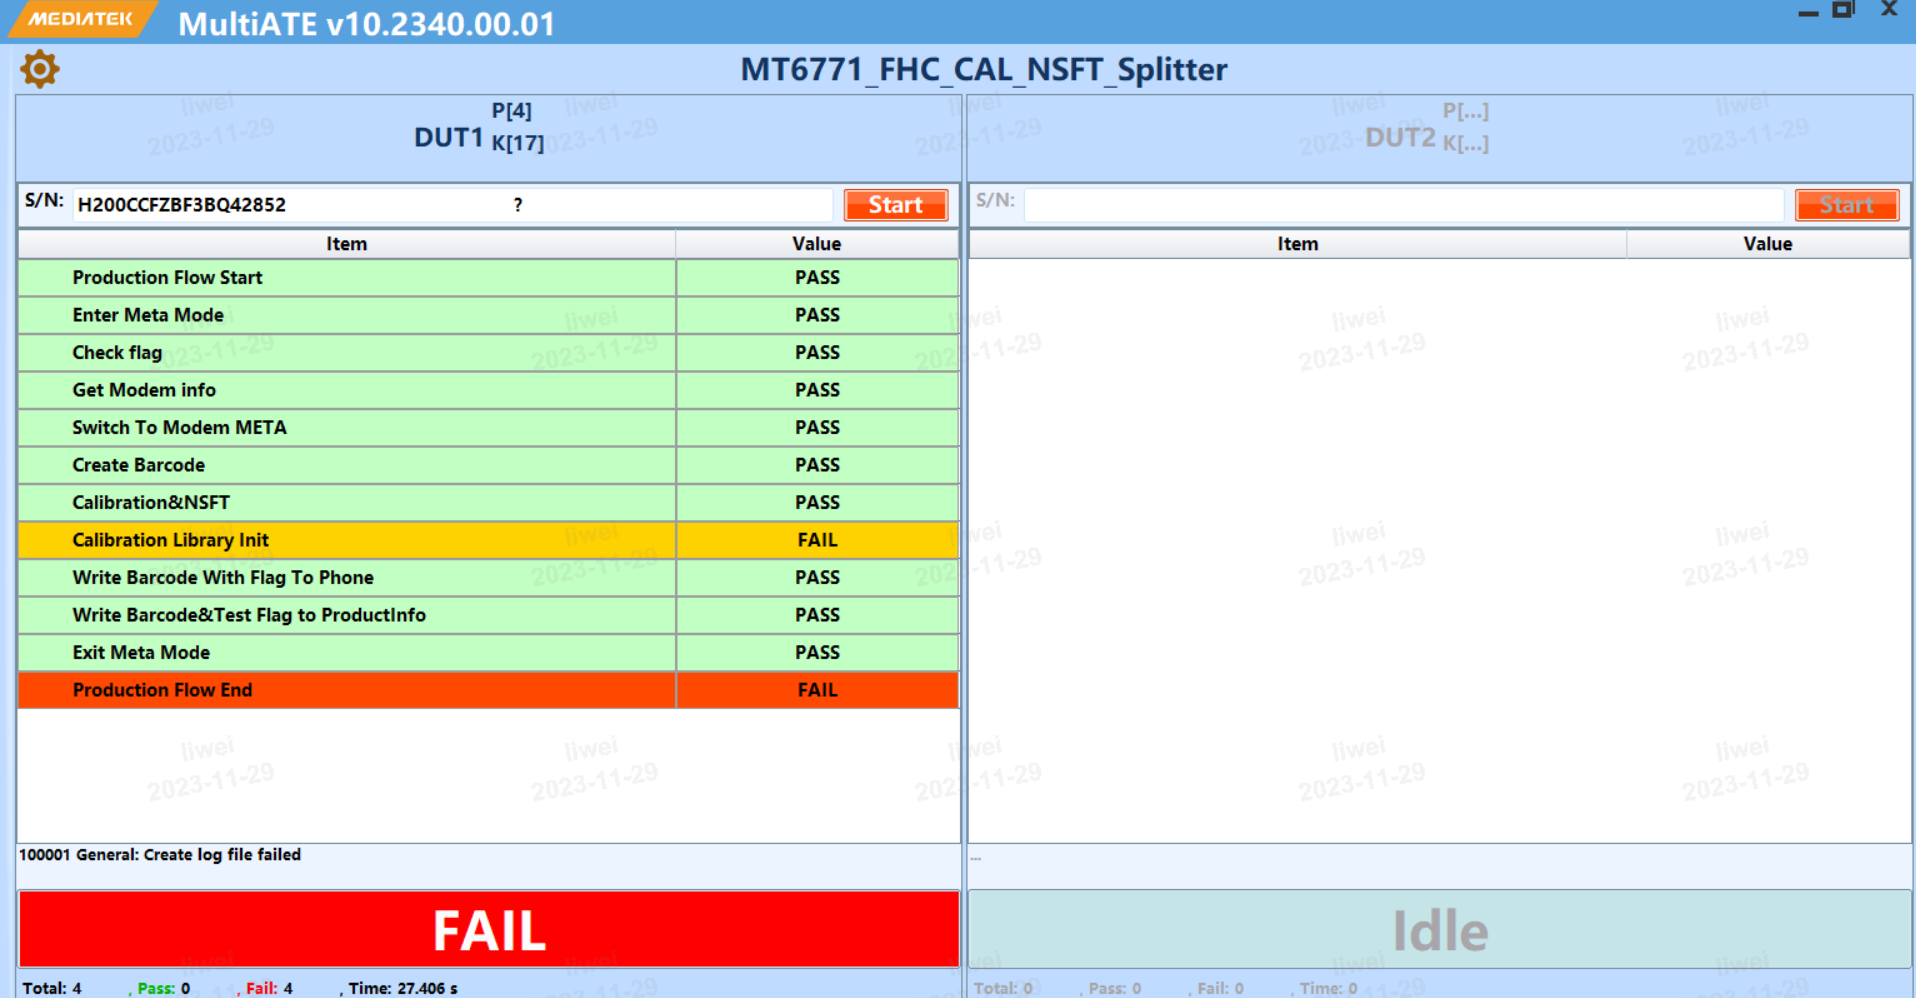 MEDIATEK MultiATE v10.2340.00.01
MT6771_FHC_CAL_NSFT_Splitter
P[4]
DUT1
K[17]
S/N: H200CCFZBF3BQ42852 ? Start
Item Value
Production Flow Start PASS
Enter Meta Mode PASS
Check flag PASS
Get Modem info PASS
Switch To Modem META PASS
Create Barcode PASS
Calibration&NSFT PASS
Calibration Library Init FAIL
Write Barcode With Flag To Phone PASS
Write Barcode&Test Flag to ProductInfo PASS
Exit Meta Mode PASS
Production Flow End FAIL
100001 General: Create log file failed
FAIL
Total: 4 , Pass: 0 , Fail: 4 , Time: 27.406 s
P[...]
DUT2
K[...]
S/N: Start
Item Value
...
Idle
Total: 0 , Pass: 0 , Fail: 0 , Time: 0
liwei
2023-11-29